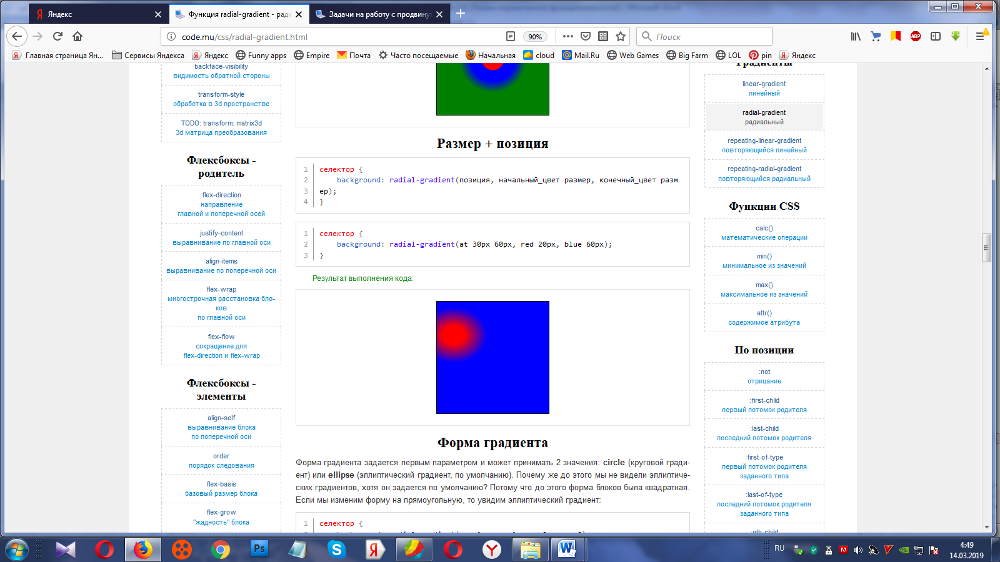 Яндекс
Функция radial-gradient - ради
Задачи на работу с продвинут
code.mu/css/radial-gradient.html
90%
Поиск
ABP
Главная страница Ян...
Сервисы Яндекса
Яндекс
Funny apps
Empire
Почта
Часто посещаемые
Начальная
cloud
Mail.Ru
Web Games
Big Farm
LOL
pin
Яндекс
backface-visibility
видимость обратной стороны
transform-style
обработка в 3d пространстве
TODO: transform: matrix3d
3d матрица преобразования
Флексбоксы -
родитель
flex-direction
направление
главной и поперечной осей
justify-content
выравнивание по главной оси
align-items
выравнивание по поперечной оси
flex-wrap
многострочная расстановка бло-
ков
по главной оси
flex-flow
сокращение для
flex-direction и flex-wrap
Флексбоксы -
элементы
align-self
выравнивание блока
по поперечной оси
order
порядок следования
flex-basis
базовый размер блока
flex-grow
"жадность" блока
Размер + позиция
1 селектор {
2 background: radial-gradient(позиция, начальный_цвет размер, конечный_цвет разм
3 ер);
4 }
1 селектор {
2 background: radial-gradient(at 30px 60px, red 20px, blue 60px);
3 }
Результат выполнения кода:
Форма градиента
Форма градиента задается первым параметром и может принимать 2 значения: circle (круговой гради-
ент) или ellipse (эллиптический градиент, по умолчанию). Почему же до этого мы не видели эллиптиче-
ских градиентов, хотя он задается по умолчанию? Потому что до этого форма блоков была квадратная.
Если мы изменим форму на прямоугольную, то увидим эллиптический градиент:
1 селектор {
Градиенты
linear-gradient
линейный
radial-gradient
радиальный
repeating-linear-gradient
повторяющийся линейный
repeating-radial-gradient
повторяющийся радиальный
Функции CSS
calc()
математические операции
min()
минимальное из значений
max()
максимальное из значений
attr()
содержимое атрибута
По позиции
:not
отрицание
:first-child
первый потомок родителя
:last-child
последний потомок родителя
:first-of-type
первый потомок родителя
заданного типа
:last-of-type
последний потомок родителя
заданного типа
:nth-child
RU
4:49
14.03.2019